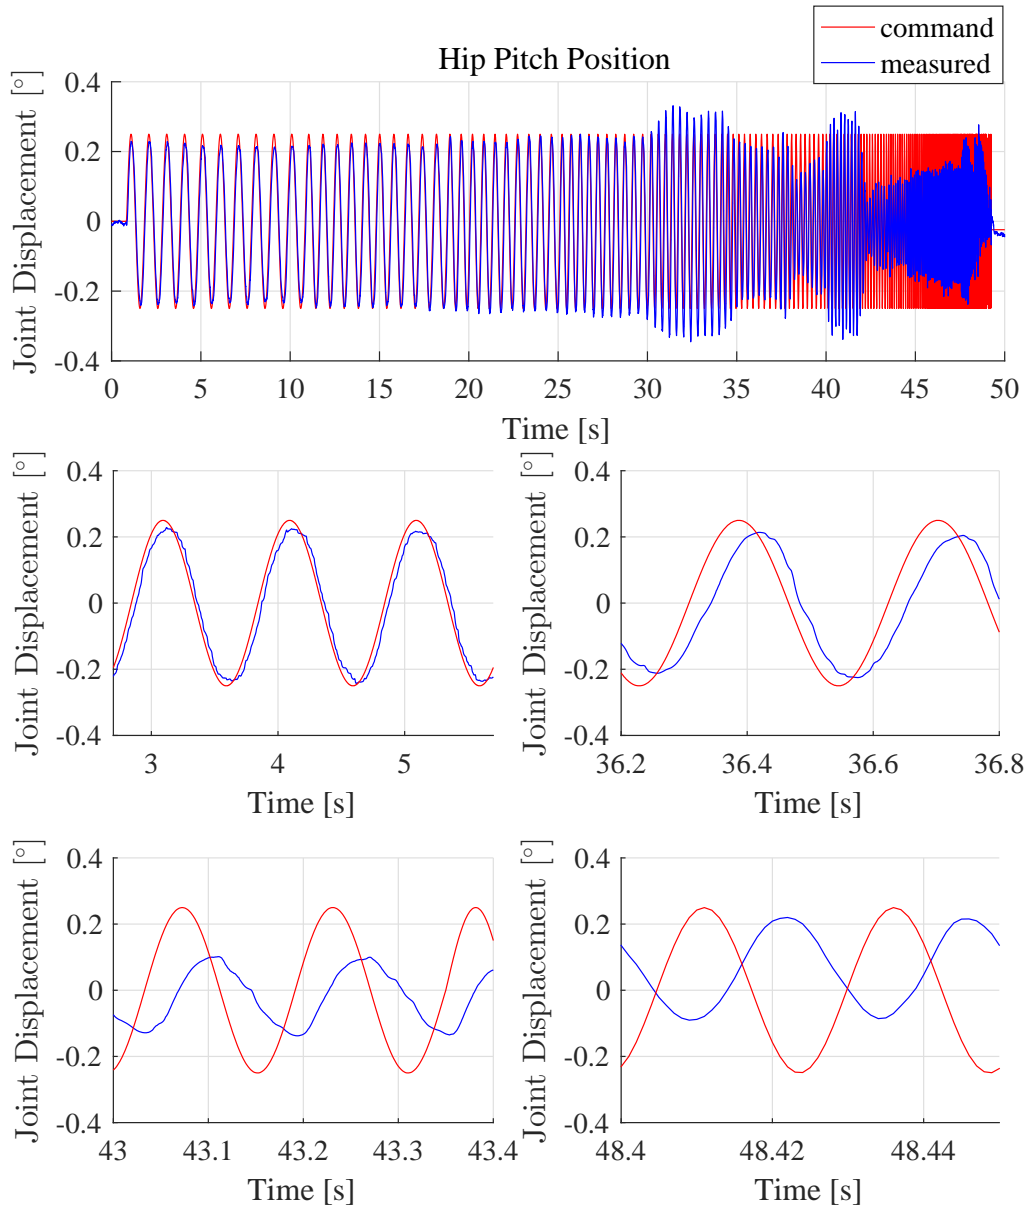 command
Hip Pitch Position
measured
Joint Displacement [°]
0.4
0.2
0
-0.2
-0.4
0 5 10 15 20 25 30 35 40 45 50
Time [s]
Joint Displacement [°]
0.4
0.2
0
-0.2
-0.4
3 4 5
Time [s]
Joint Displacement [°]
0.4
0.2
0
-0.2
-0.4
36.2 36.4 36.6 36.8
Time [s]
Joint Displacement [°]
0.4
0.2
0
-0.2
-0.4
43 43.1 43.2 43.3 43.4
Time [s]
Joint Displacement [°]
0.4
0.2
0
-0.2
-0.4
48.4 48.42 48.44
Time [s]